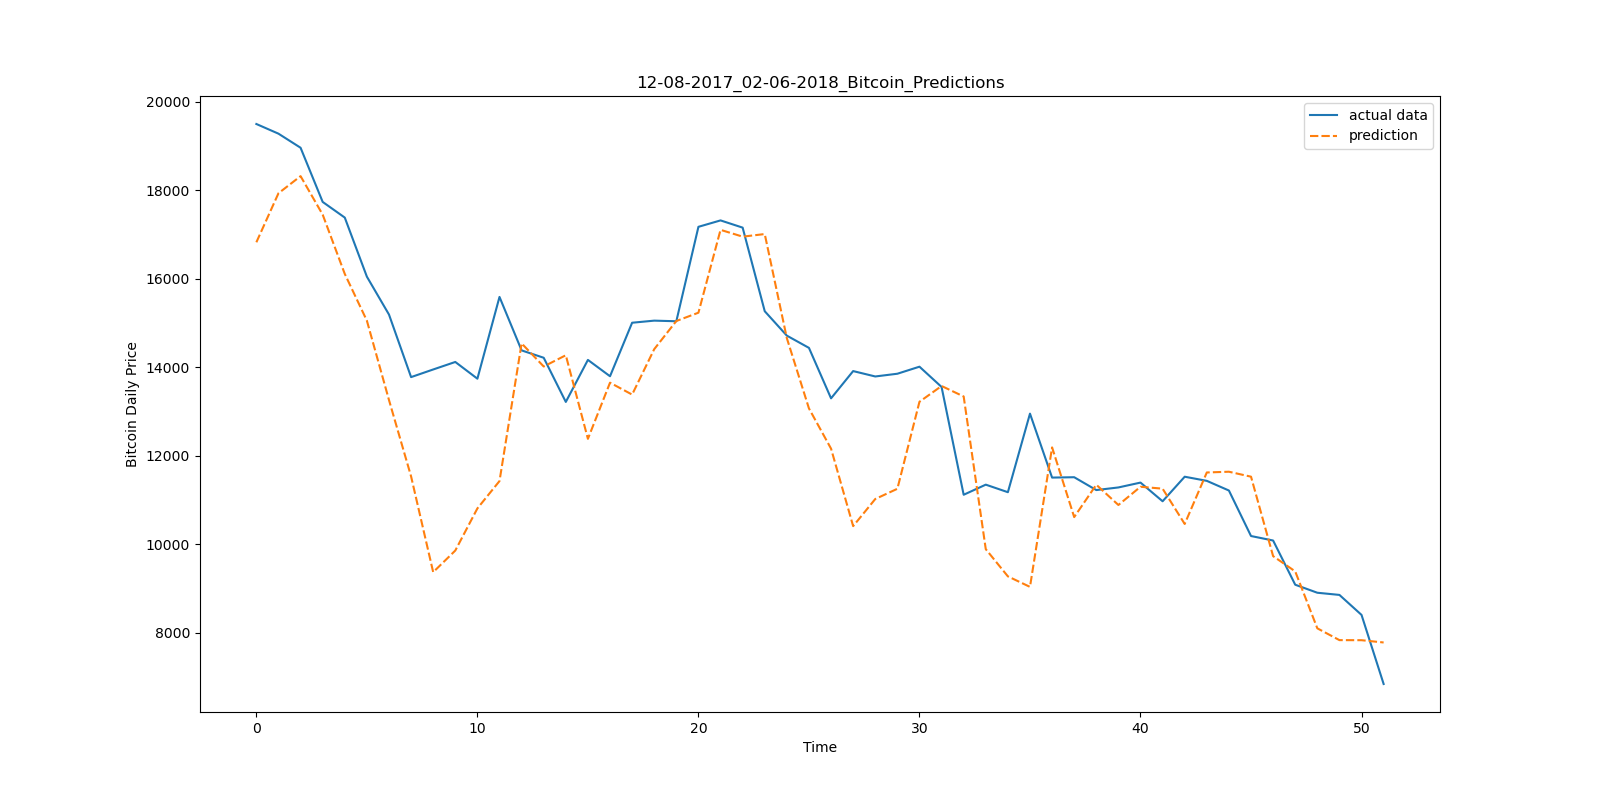 12-08-2017_02-06-2018_Bitcoin_Predictions
actual data
prediction
Bitcoin Daily Price
20000
18000
16000
14000
12000
10000
8000
0 10 20 30 40 50
Time